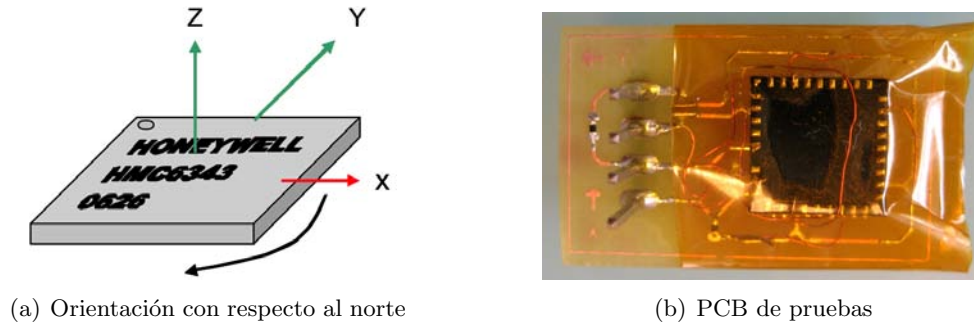 Z
Y
HONEYWELL
HMC6343
0626
X
(a) Orientación con respecto al norte
(b) PCB de pruebas